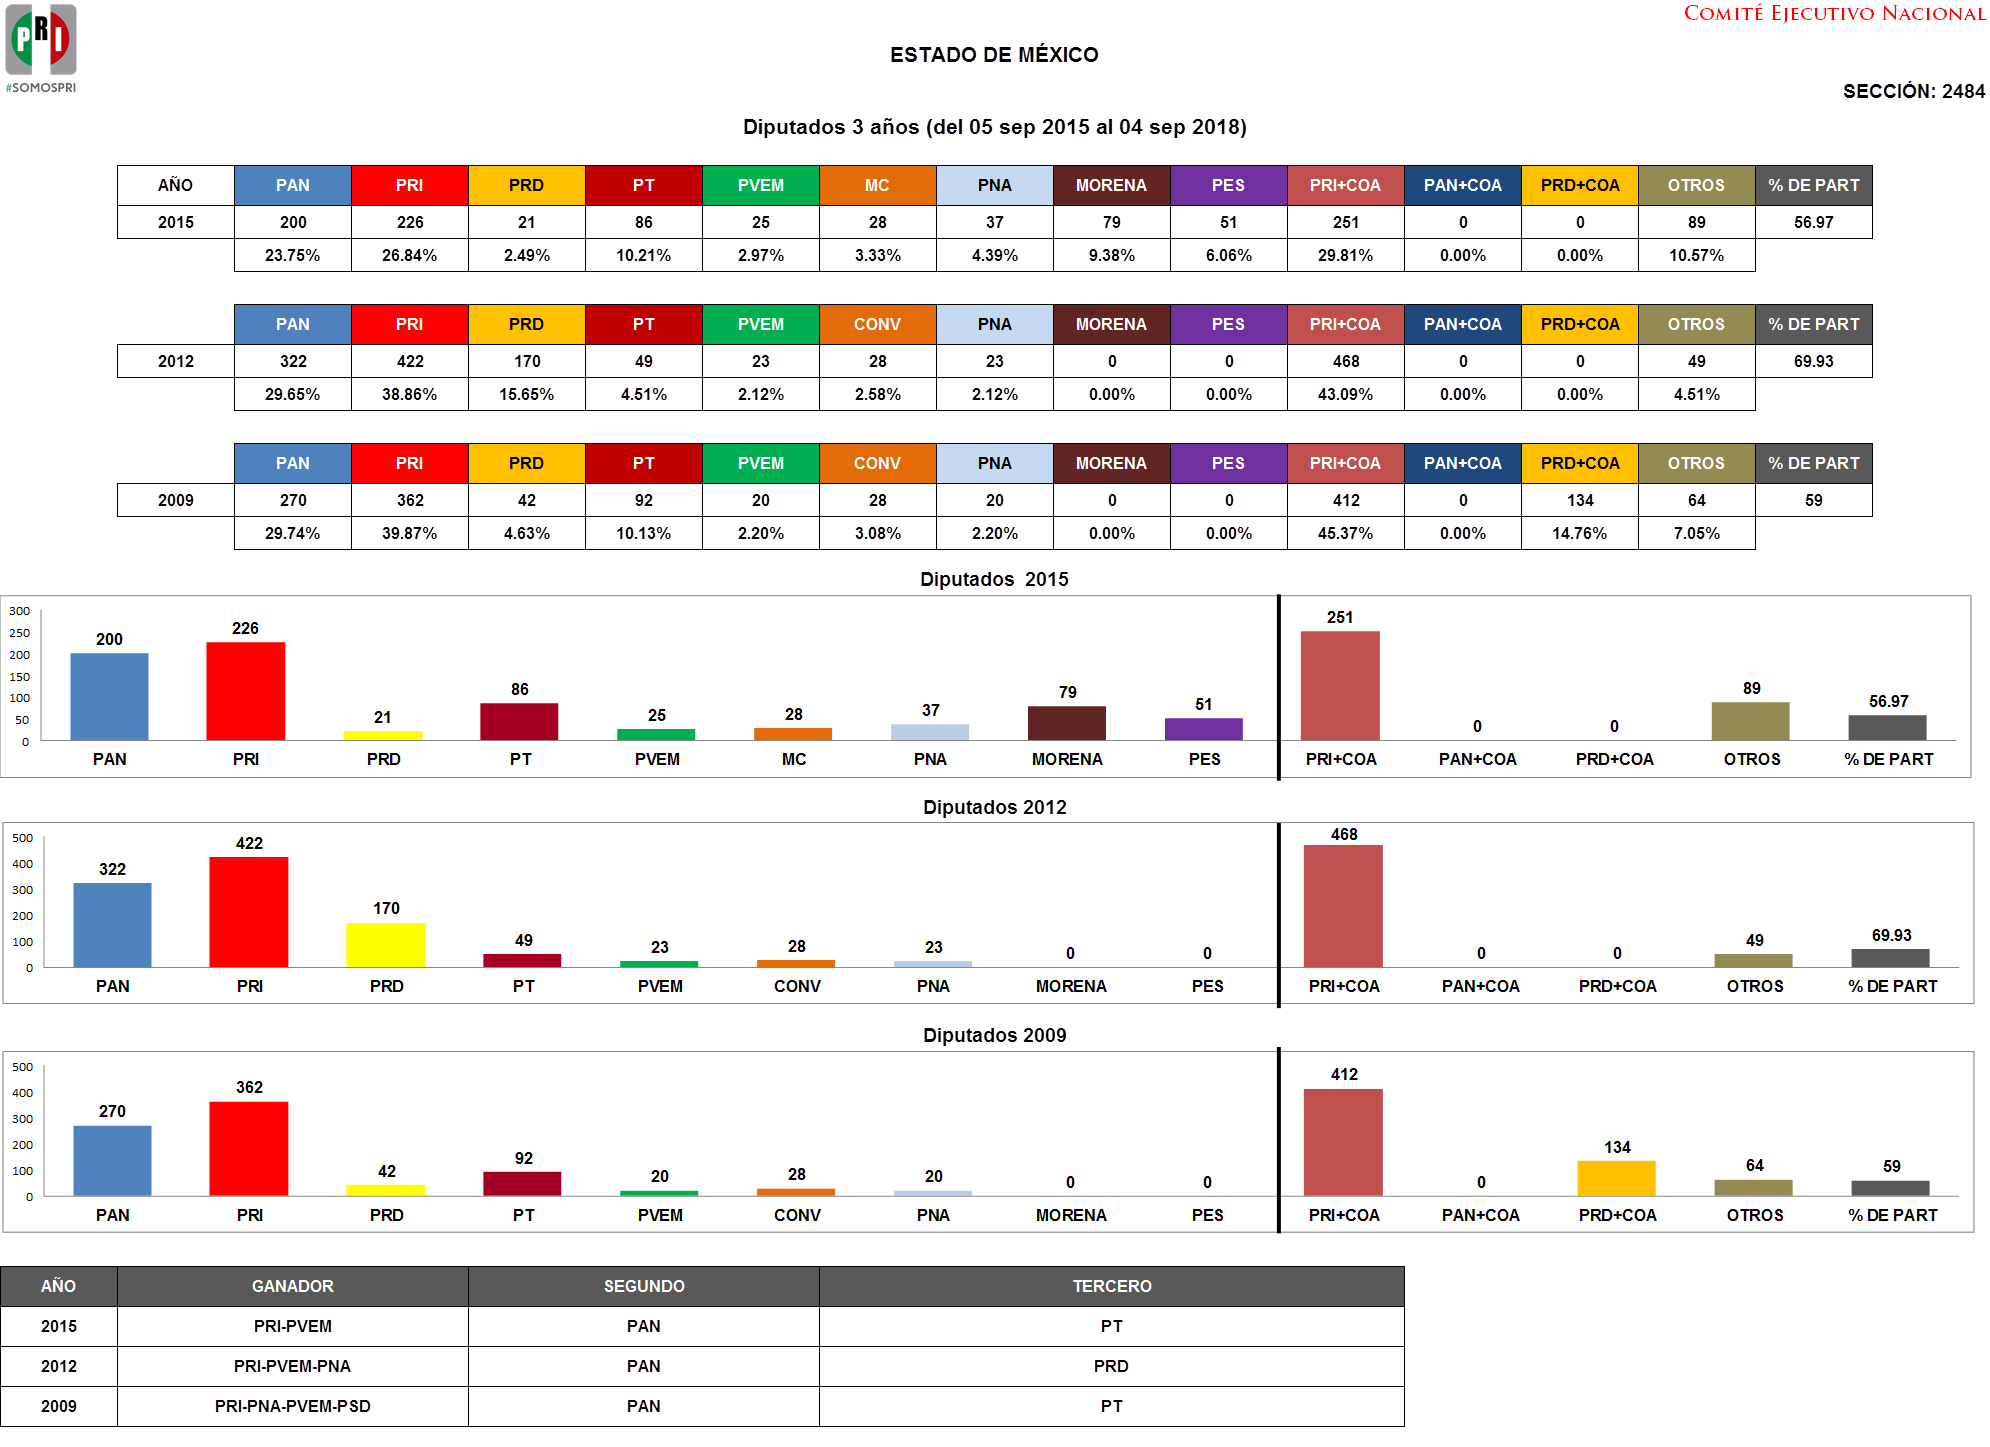 PRI
#SOMOSPRI
COMITÉ EJECUTIVO NACIONAL
ESTADO DE MÉXICO
SECCIÓN: 2484
Diputados 3 años (del 05 sep 2015 al 04 sep 2018)
AÑO PAN PRI PRD PT PVEM MC PNA MORENA PES PRI+COA PAN+COA PRD+COA OTROS % DE PART
2015 200 226 21 86 25 28 37 79 51 251 0 0 89 56.97
23.75% 26.84% 2.49% 10.21% 2.97% 3.33% 4.39% 9.38% 6.06% 29.81% 0.00% 0.00% 10.57%
PAN PRI PRD PT PVEM CONV PNA MORENA PES PRI+COA PAN+COA PRD+COA OTROS % DE PART
2012 322 422 170 49 23 28 23 0 0 468 0 0 49 69.93
29.65% 38.86% 15.65% 4.51% 2.12% 2.58% 2.12% 0.00% 0.00% 43.09% 0.00% 0.00% 4.51%
PAN PRI PRD PT PVEM CONV PNA MORENA PES PRI+COA PAN+COA PRD+COA OTROS % DE PART
2009 270 362 42 92 20 28 20 0 0 412 0 134 64 59
29.74% 39.87% 4.63% 10.13% 2.20% 3.08% 2.20% 0.00% 0.00% 45.37% 0.00% 14.76% 7.05%
Diputados 2015
300
250
200
150
100
50
0
200 226 21 86 25 28 37 79 51 251 0 0 89 56.97
PAN PRI PRD PT PVEM MC PNA MORENA PES PRI+COA PAN+COA PRD+COA OTROS % DE PART
Diputados 2012
500
400
300
200
100
0
322 422 170 49 23 28 23 0 0 468 0 0 49 69.93
PAN PRI PRD PT PVEM CONV PNA MORENA PES PRI+COA PAN+COA PRD+COA OTROS % DE PART
Diputados 2009
500
400
300
200
100
0
270 362 42 92 20 28 20 0 0 412 0 134 64 59
PAN PRI PRD PT PVEM CONV PNA MORENA PES PRI+COA PAN+COA PRD+COA OTROS % DE PART
AÑO GANADOR SEGUNDO TERCERO
2015 PRI-PVEM PAN PT
2012 PRI-PVEM-PNA PAN PRD
2009 PRI-PNA-PVEM-PSD PAN PT